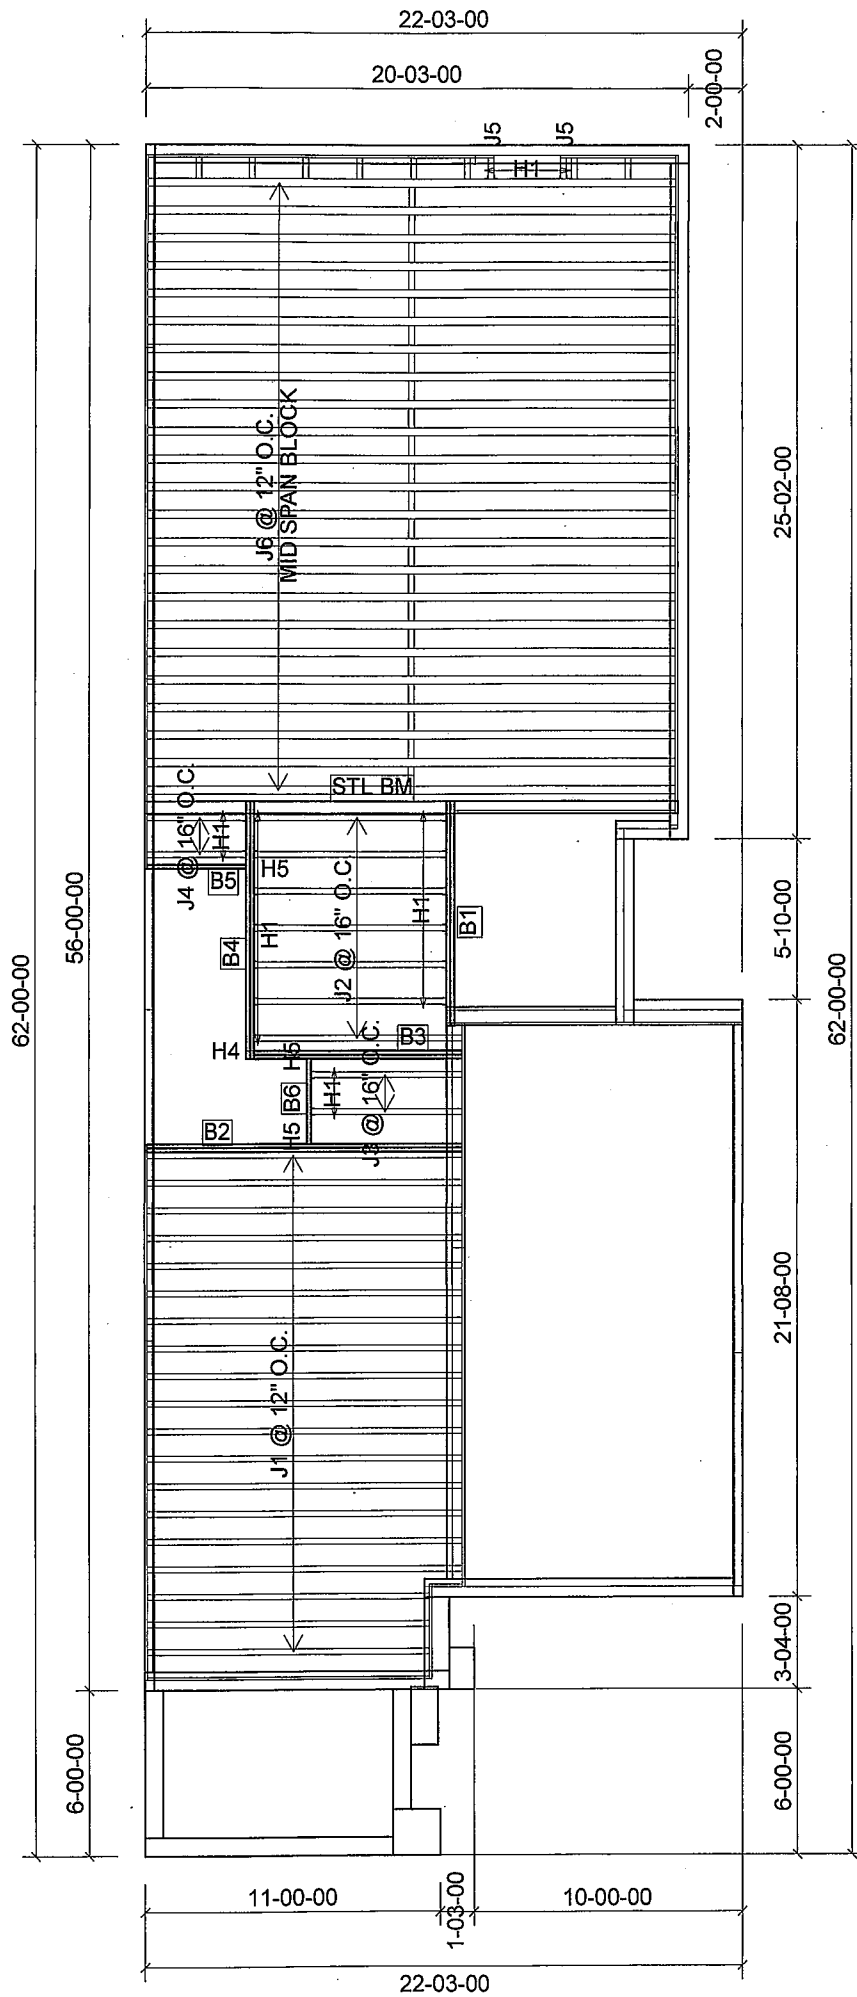 22-03-00
20-03-00
2-00-00
J5
J5
H1
62-00-00
56-00-00
25-02-00
J6 @ 12" O.C.
MID SPAN BLOCK
STL BM
J4 @ 16" O.C.
H1
H5
B5
B4
H1
J2 @ 16" O.C.
H1
B1
5-10-00
62-00-00
H4
H5
B3
B6
H1
J3 @ 16" O.C.
B2
H5
J1 @ 12" O.C.
21-08-00
3-04-00
6-00-00
6-00-00
11-00-00
1-03-00
10-00-00
22-03-00